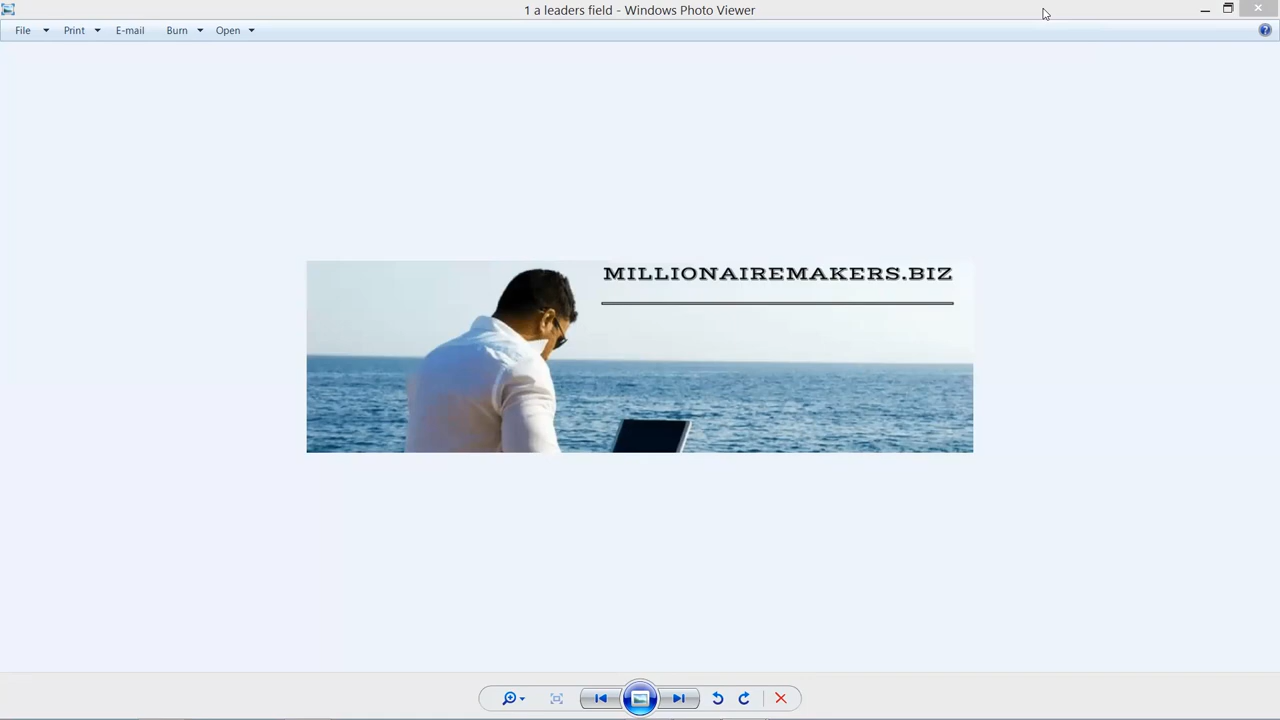 1 a leaders field - Windows Photo Viewer
File Print E-mail Burn Open
MILLIONAIREMAKERS.BIZ